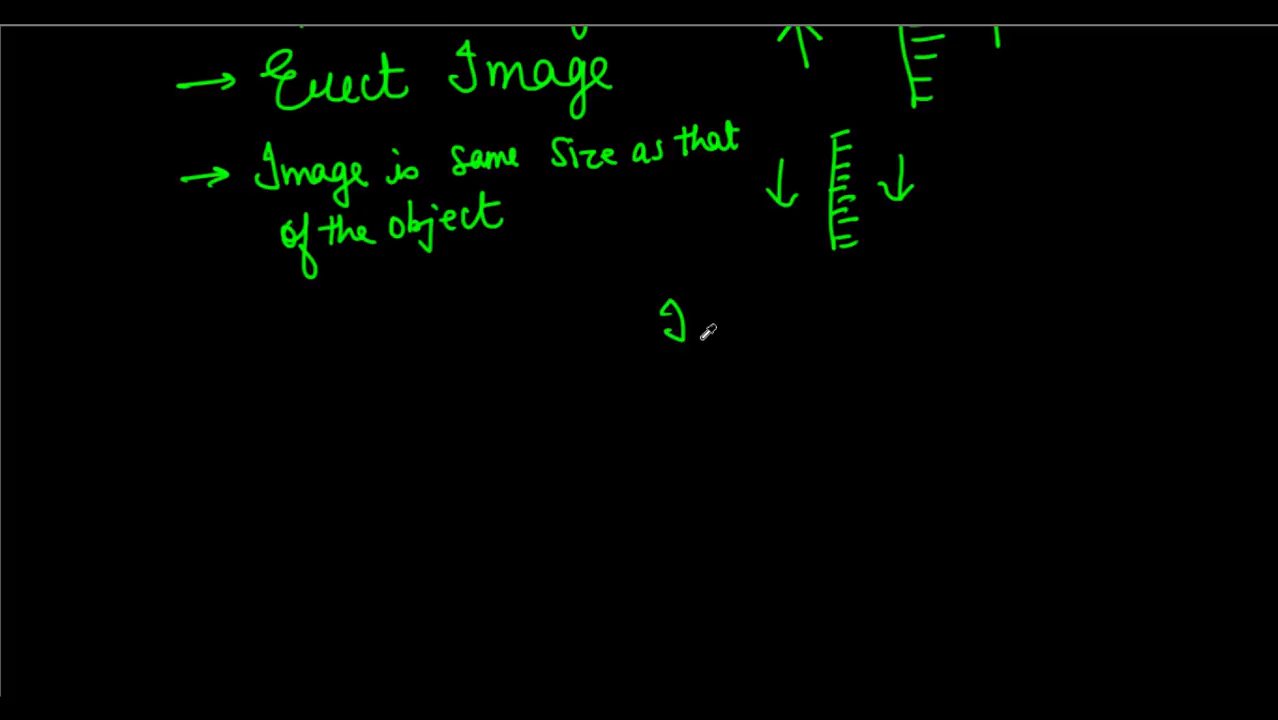 → Erect Image
→ Image is same size as that
of the object
I